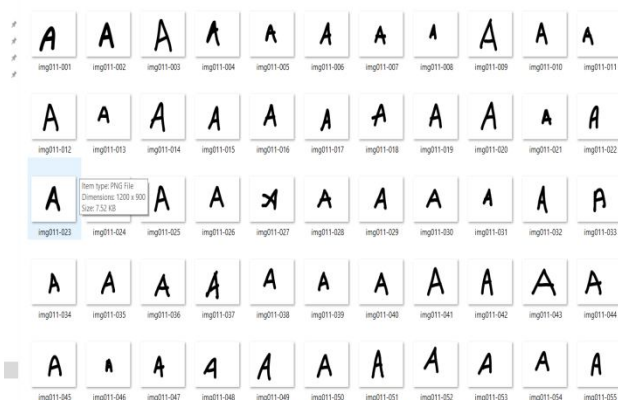 A A A A A A A A A A A
img011-001 img011-002 img011-003 img011-004 img011-005 img011-006 img011-007 img011-008 img011-009 img011-010 img011-011
A A A A A A A A A A A
img011-012 img011-013 img011-014 img011-015 img011-016 img011-017 img011-018 img011-019 img011-020 img011-021 img011-022
A A A A A A A A A A
Item type: PNG File
Dimensions: 1200 x 900
Size: 7.52 KB
img011-023 img011-024 img011-025 img011-026 img011-027 img011-028 img011-029 img011-030 img011-031 img011-032 img011-033
A A A A A A A A A A A
img011-034 img011-035 img011-036 img011-037 img011-038 img011-039 img011-040 img011-041 img011-042 img011-043 img011-044
A A A A A A A A A A A
img011-045 img011-046 img011-047 img011-048 img011-049 img011-050 img011-051 img011-052 img011-053 img011-054 img011-055